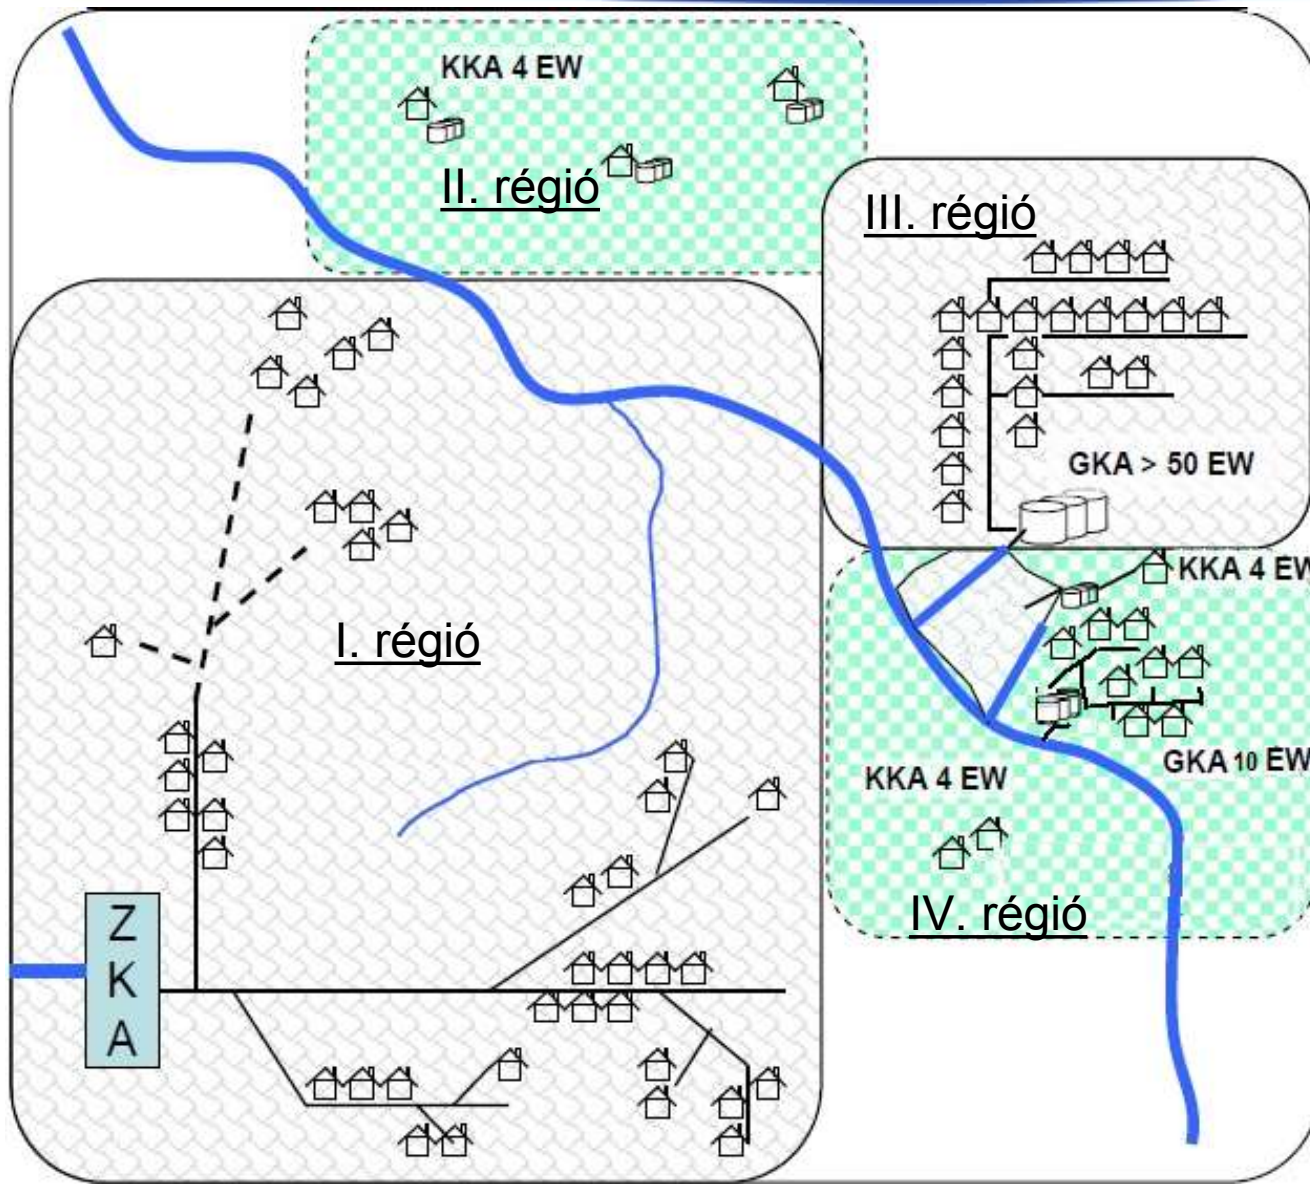 KKA 4 EW
II. régió
III. régió
GKA > 50 EW
KKA 4 EW
I. régió
GKA 10 EW
KKA 4 EW
IV. régió
Z
K
A